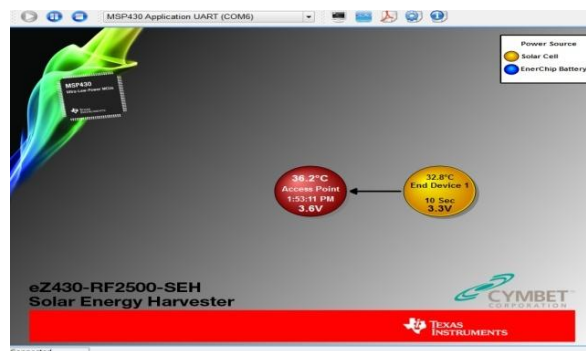 MSP430 Application UART (COM6)
Power Source
Solar Cell
EnerChip Battery
MSP430
Ultra-Low-Power MCUs
36.2°C
Access Point
1:53:11 PM
3.6V
32.8°C
End Device 1
10 Sec
3.3V
eZ430-RF2500-SEH
Solar Energy Harvester
CYMBET
CORPORATION
TEXAS
INSTRUMENTS